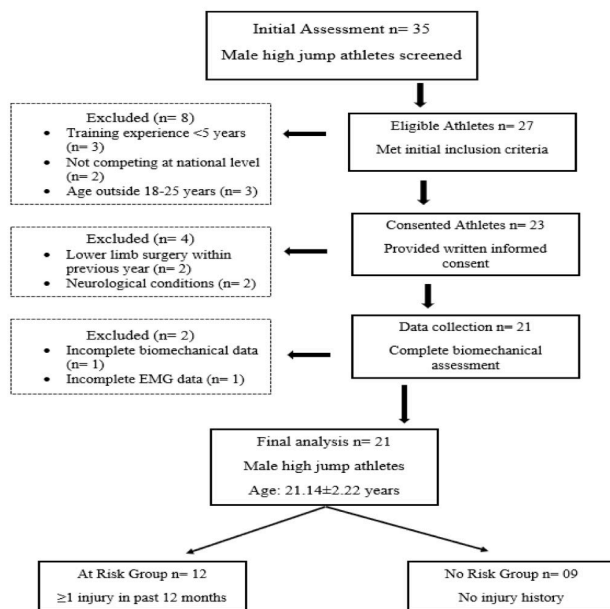 Initial Assessment n= 35
Male high jump athletes screened
Excluded (n= 8)
• Training experience <5 years
(n= 3)
• Not competing at national level
(n= 2)
• Age outside 18-25 years (n= 3)
Eligible Athletes n= 27
Met initial inclusion criteria
Excluded (n= 4)
• Lower limb surgery within
previous year (n= 2)
• Neurological conditions (n= 2)
Consented Athletes n= 23
Provided written informed
consent
Excluded (n= 2)
• Incomplete biomechanical data
(n= 1)
• Incomplete EMG data (n= 1)
Data collection n= 21
Complete biomechanical
assessment
Final analysis n= 21
Male high jump athletes
Age: 21.14±2.22 years
At Risk Group n= 12
≥1 injury in past 12 months
No Risk Group n= 09
No injury history